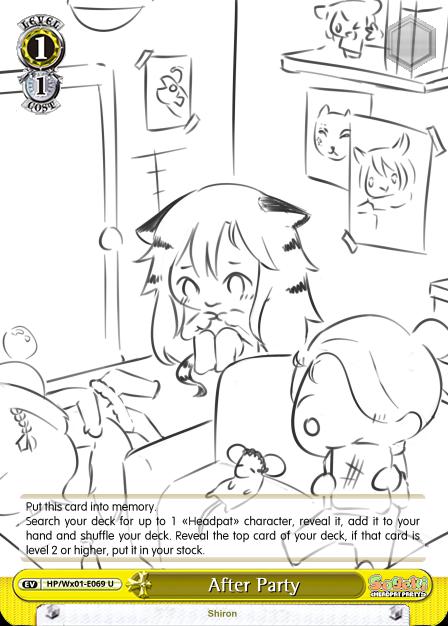 LEVEL
1
1
COST
Put this card into memory.
Search your deck for up to 1 «Headpat» character, reveal it, add it to your
hand and shuffle your deck. Reveal the top card of your deck, if that card is
level 2 or higher, put it in your stock.
EV HP/Wx01-E069 U
After Party
HEADPAT PARTY
Shiron